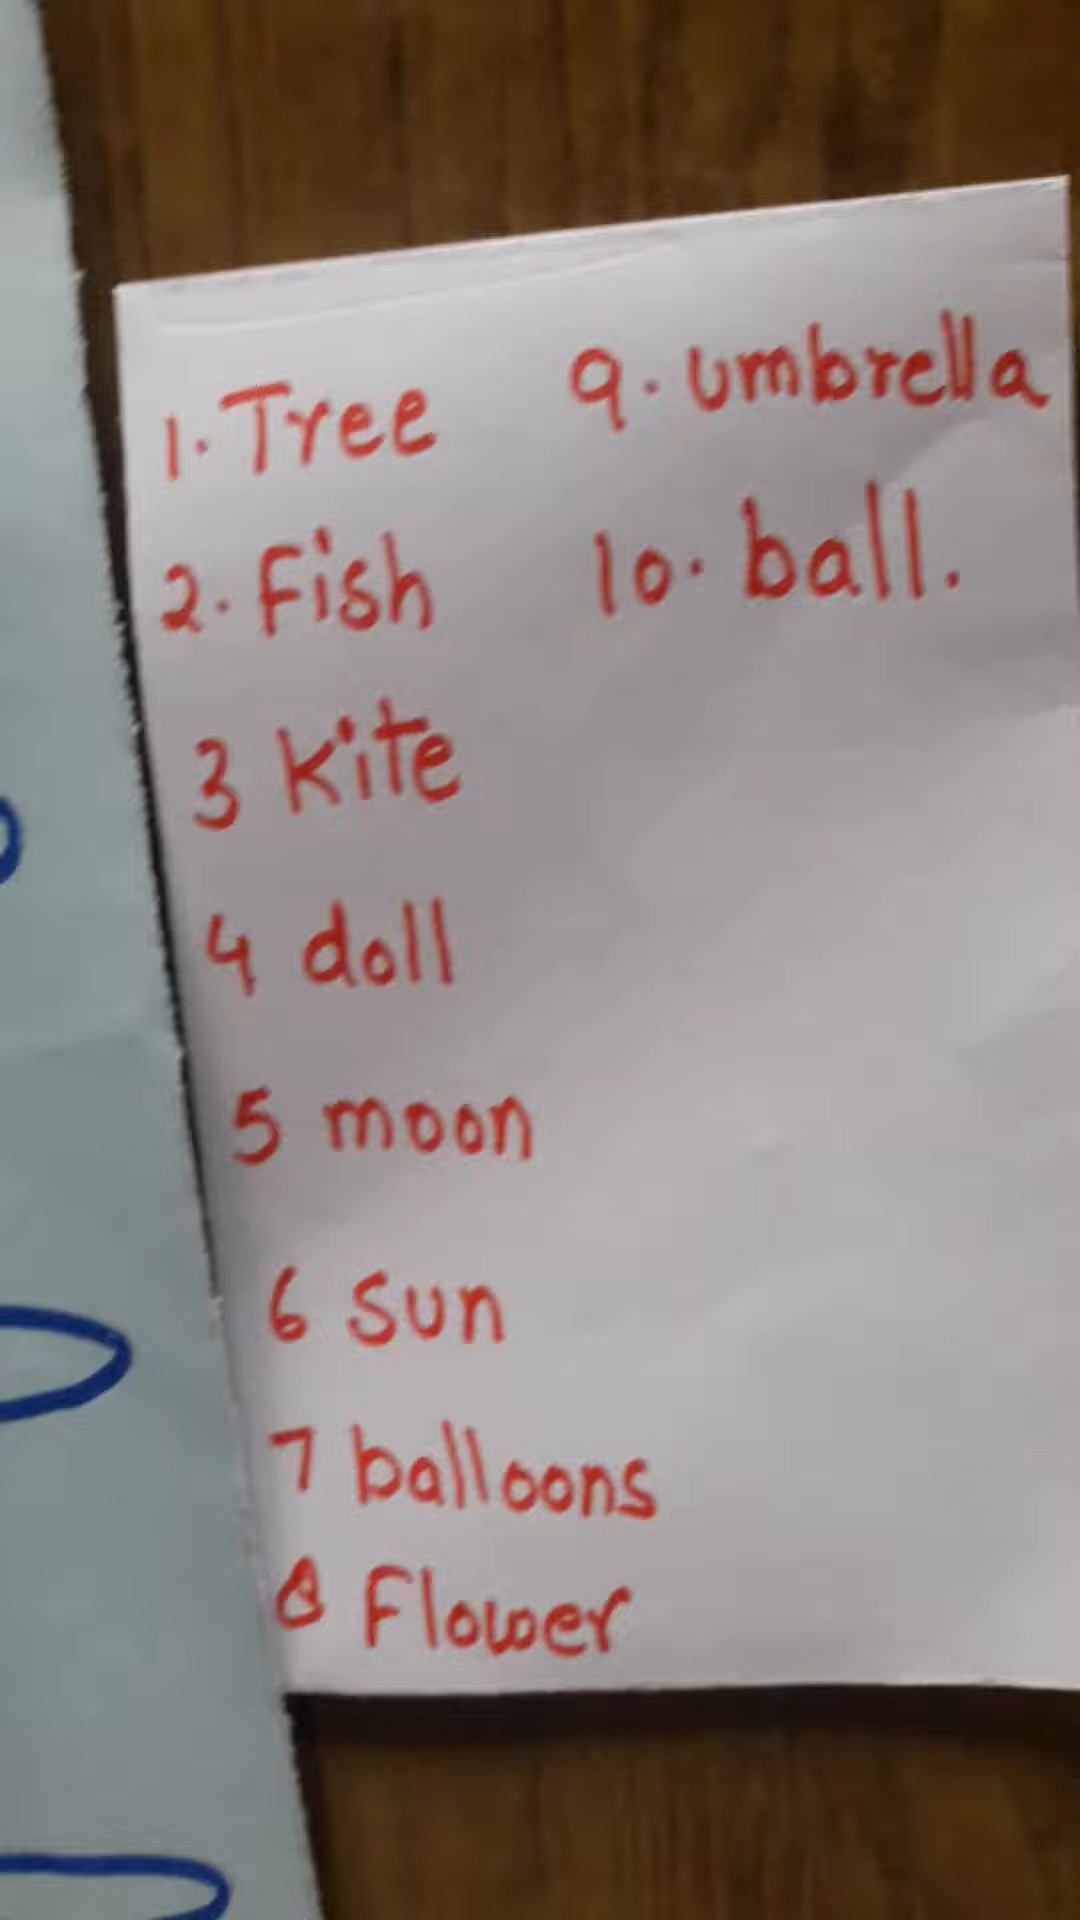 1. Tree
2. Fish
3 Kite
4 doll
5 moon
6 Sun
7 balloons
8 Flower
9. umbrella
10. ball.